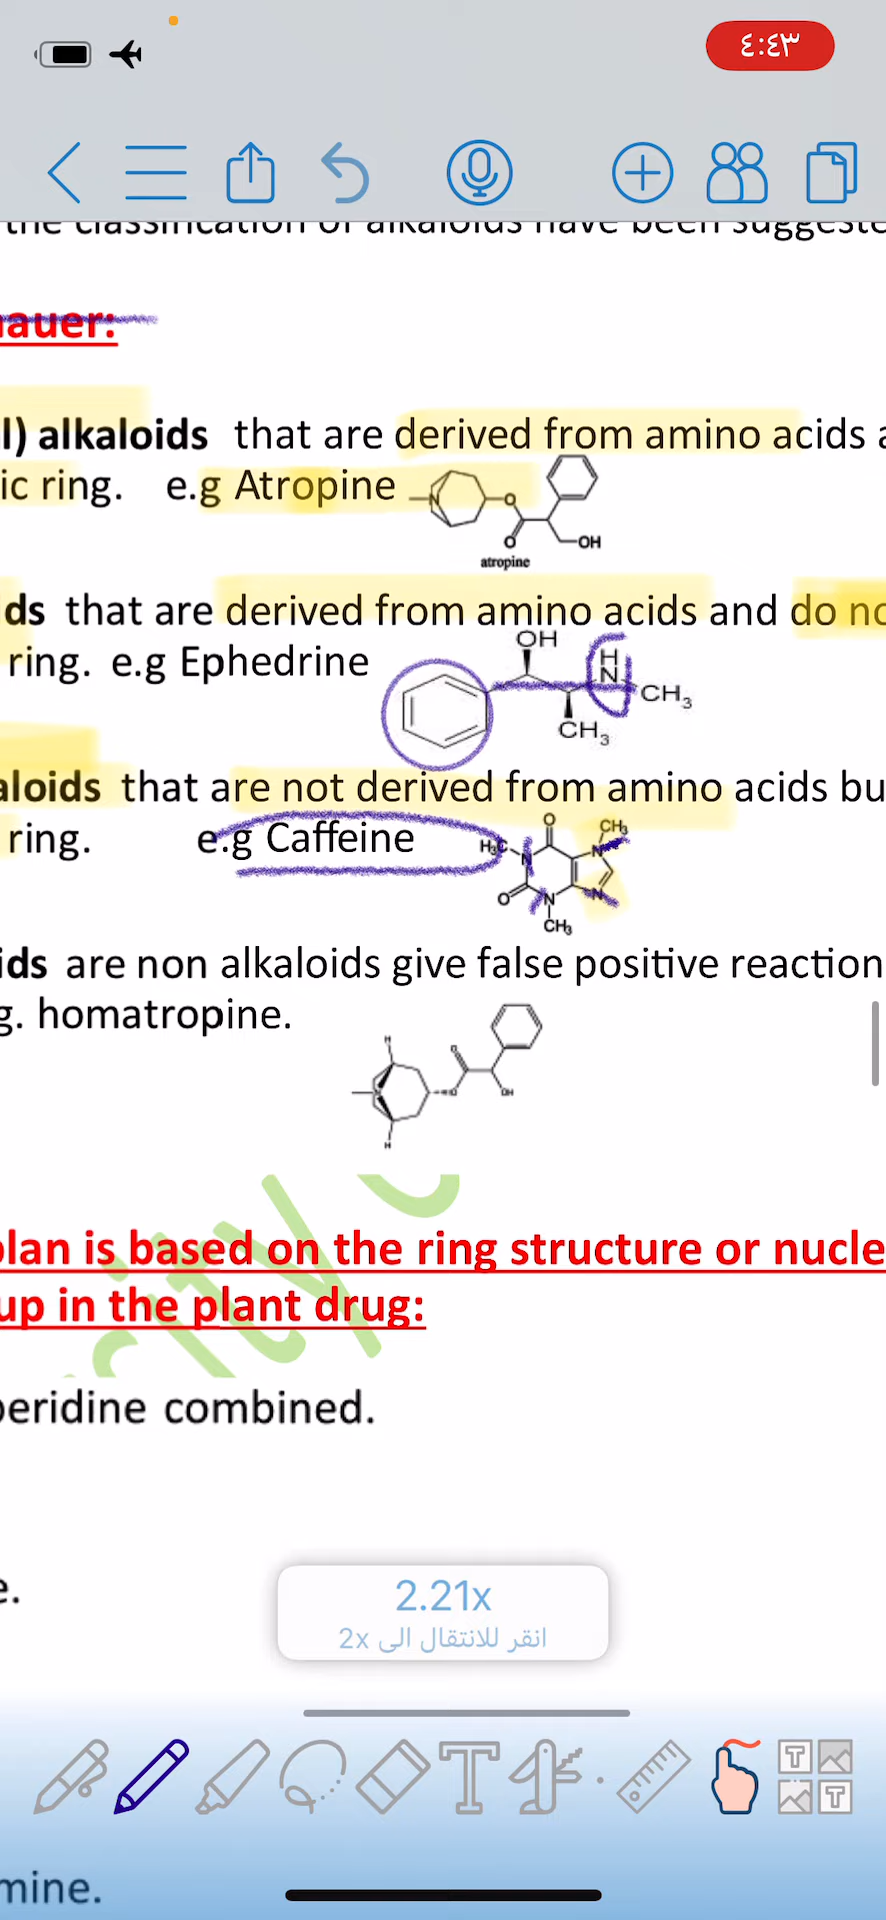 ٤:٤٣
the classification of alkaloids have been suggeste
auer:
l) alkaloids that are derived from amino acids a
ic ring. e.g Atropine
N
O
O
OH
atropine
ds that are derived from amino acids and do no
ring. e.g Ephedrine
OH
H
N
CH3
CH3
aloids that are not derived from amino acids bu
ring. e.g Caffeine
O
CH3
H3C
N
N
O
N
N
CH3
ids are non alkaloids give false positive reaction
g. homatropine.
H
O
O
OH
H
plan is based on the ring structure or nucle
up in the plant drug:
peridine combined.
e.
2.21x
انقر للانتقال الى 2x
T
T
T
mine.